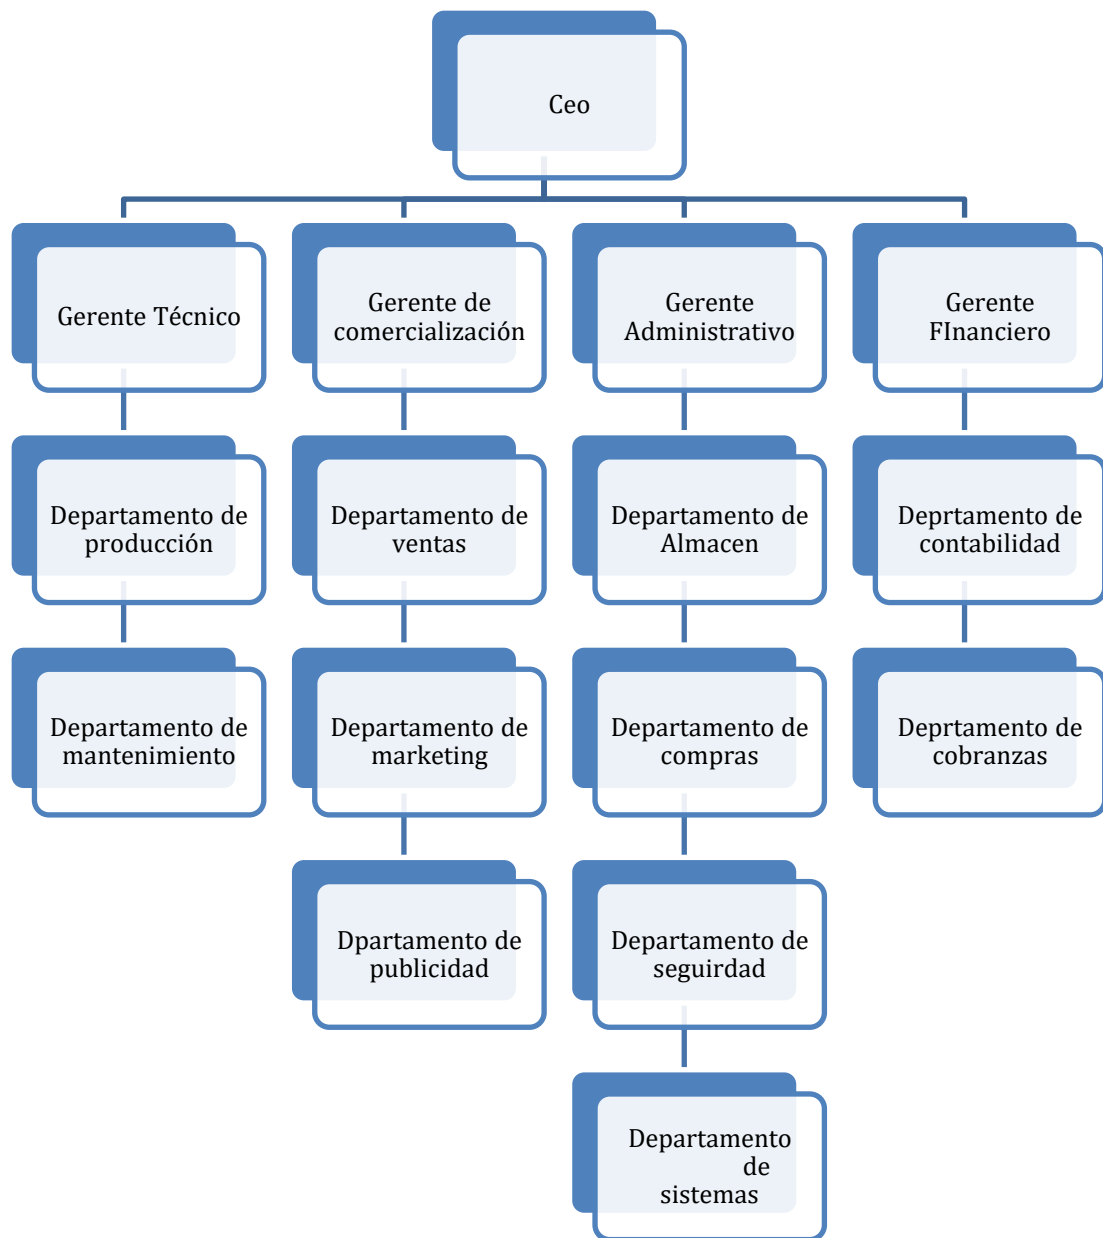 Ceo
Gerente Técnico
Gerente de
comercialización
Gerente
Administrativo
Gerente
FInanciero
Departamento de
producción
Departamento de
ventas
Departamento de
Almacen
Deprtamento de
contabilidad
Departamento de
mantenimiento
Departamento de
marketing
Departamento de
compras
Deprtamento de
cobranzas
Dpartamento de
publicidad
Departamento de
seguirdad
Departamento
de
sistemas